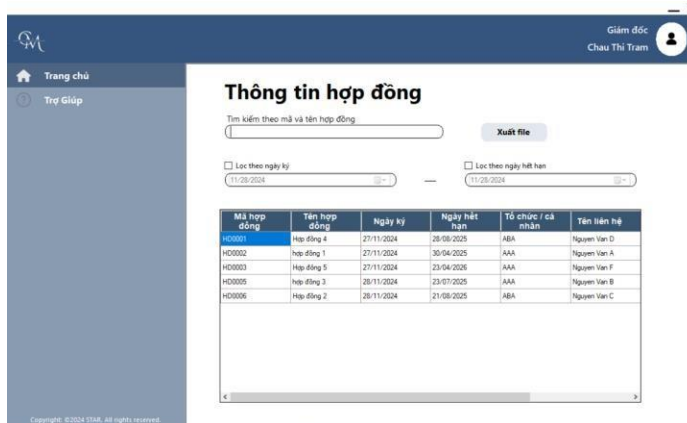 CM
Giám đốc
Chau Thi Tram
Trang chủ
Trợ Giúp
Thông tin hợp đồng
Tìm kiếm theo mã và tên hợp đồng
Xuất file
Lọc theo ngày ký
Lọc theo ngày hết hạn
11/28/2024
—
11/28/2024
Mã hợp đồng Tên hợp đồng Ngày ký Ngày hết hạn Tổ chức / cá nhân Tên liên hệ
HD0001 Hợp đồng 4 27/11/2024 28/08/2025 ABA Nguyen Van D
HD0002 hợp đồng 1 27/11/2024 30/04/2025 AAA Nguyen Van A
HD0003 Hợp đồng 5 27/11/2024 23/04/2026 AAA Nguyen Van F
HD0005 hợp đồng 3 28/11/2024 23/07/2025 AAA Nguyen Van B
HD0006 Hợp đồng 2 28/11/2024 21/08/2025 ABA Nguyen Van C
Copyright: ©2024 STAR. All rights reserved.